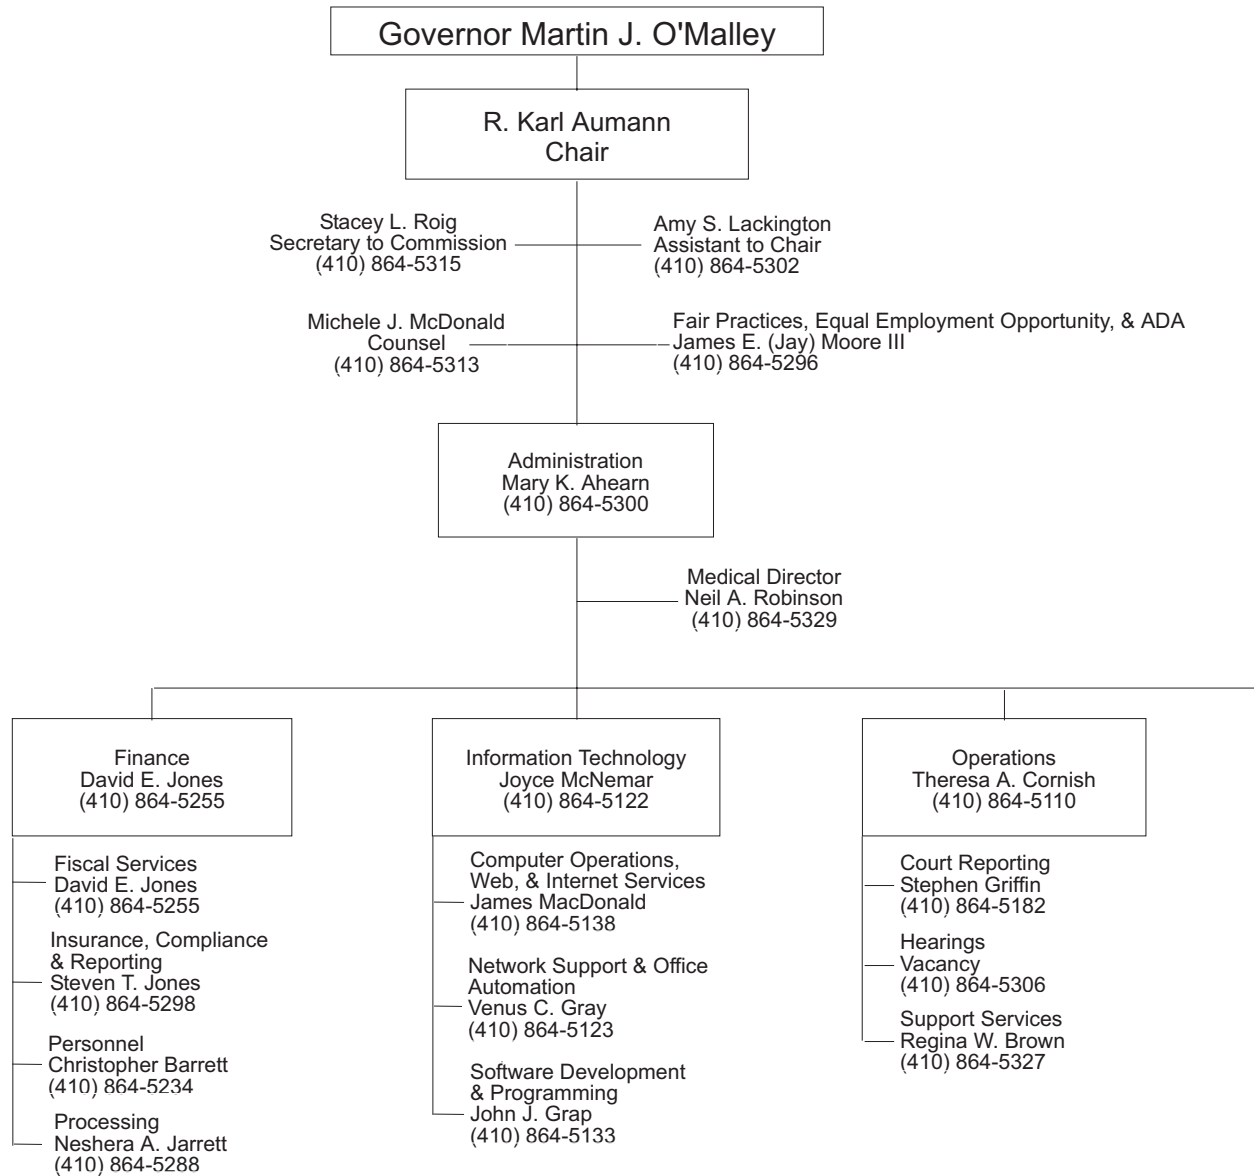 Governor Martin J. O'Malley
R. Karl Aumann
Chair
Stacey L. Roig
Secretary to Commission
(410) 864-5315
Amy S. Lackington
Assistant to Chair
(410) 864-5302
Michele J. McDonald
Counsel
(410) 864-5313
Fair Practices, Equal Employment Opportunity, & ADA
James E. (Jay) Moore III
(410) 864-5296
Administration
Mary K. Ahearn
(410) 864-5300
Medical Director
Neil A. Robinson
(410) 864-5329
Finance
David E. Jones
(410) 864-5255
Fiscal Services
David E. Jones
(410) 864-5255
Insurance, Compliance
& Reporting
Steven T. Jones
(410) 864-5298
Personnel
Christopher Barrett
(410) 864-5234
Processing
Neshera A. Jarrett
(410) 864-5288
Information Technology
Joyce McNemar
(410) 864-5122
Computer Operations,
Web, & Internet Services
James MacDonald
(410) 864-5138
Network Support & Office
Automation
Venus C. Gray
(410) 864-5123
Software Development
& Programming
John J. Grap
(410) 864-5133
Operations
Theresa A. Cornish
(410) 864-5110
Court Reporting
Stephen Griffin
(410) 864-5182
Hearings
Vacancy
(410) 864-5306
Support Services
Regina W. Brown
(410) 864-5327